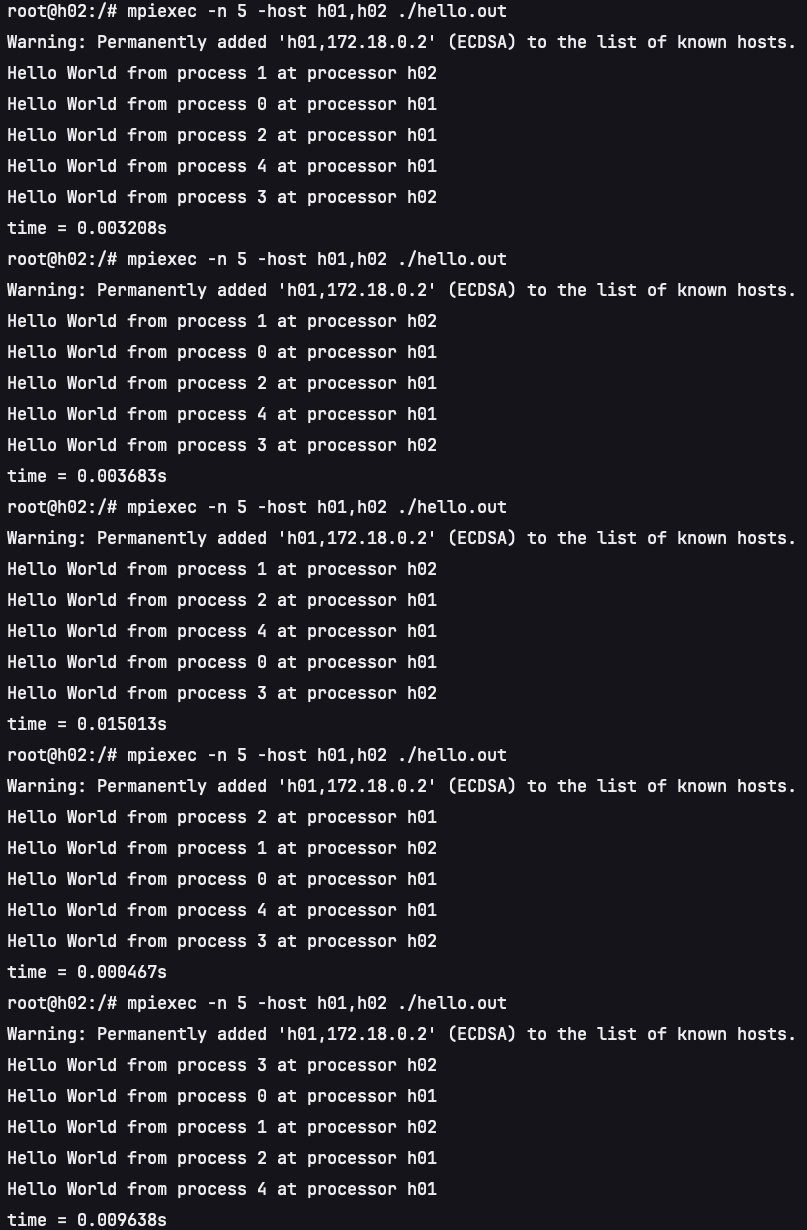 root@h02:/# mpiexec -n 5 -host h01,h02 ./hello.out
Warning: Permanently added 'h01,172.18.0.2' (ECDSA) to the list of known hosts.
Hello World from process 1 at processor h02
Hello World from process 0 at processor h01
Hello World from process 2 at processor h01
Hello World from process 4 at processor h01
Hello World from process 3 at processor h02
time = 0.003208s
root@h02:/# mpiexec -n 5 -host h01,h02 ./hello.out
Warning: Permanently added 'h01,172.18.0.2' (ECDSA) to the list of known hosts.
Hello World from process 1 at processor h02
Hello World from process 0 at processor h01
Hello World from process 2 at processor h01
Hello World from process 4 at processor h01
Hello World from process 3 at processor h02
time = 0.003683s
root@h02:/# mpiexec -n 5 -host h01,h02 ./hello.out
Warning: Permanently added 'h01,172.18.0.2' (ECDSA) to the list of known hosts.
Hello World from process 1 at processor h02
Hello World from process 2 at processor h01
Hello World from process 4 at processor h01
Hello World from process 0 at processor h01
Hello World from process 3 at processor h02
time = 0.015013s
root@h02:/# mpiexec -n 5 -host h01,h02 ./hello.out
Warning: Permanently added 'h01,172.18.0.2' (ECDSA) to the list of known hosts.
Hello World from process 2 at processor h01
Hello World from process 1 at processor h02
Hello World from process 0 at processor h01
Hello World from process 4 at processor h01
Hello World from process 3 at processor h02
time = 0.000467s
root@h02:/# mpiexec -n 5 -host h01,h02 ./hello.out
Warning: Permanently added 'h01,172.18.0.2' (ECDSA) to the list of known hosts.
Hello World from process 3 at processor h02
Hello World from process 0 at processor h01
Hello World from process 1 at processor h02
Hello World from process 2 at processor h01
Hello World from process 4 at processor h01
time = 0.009638s